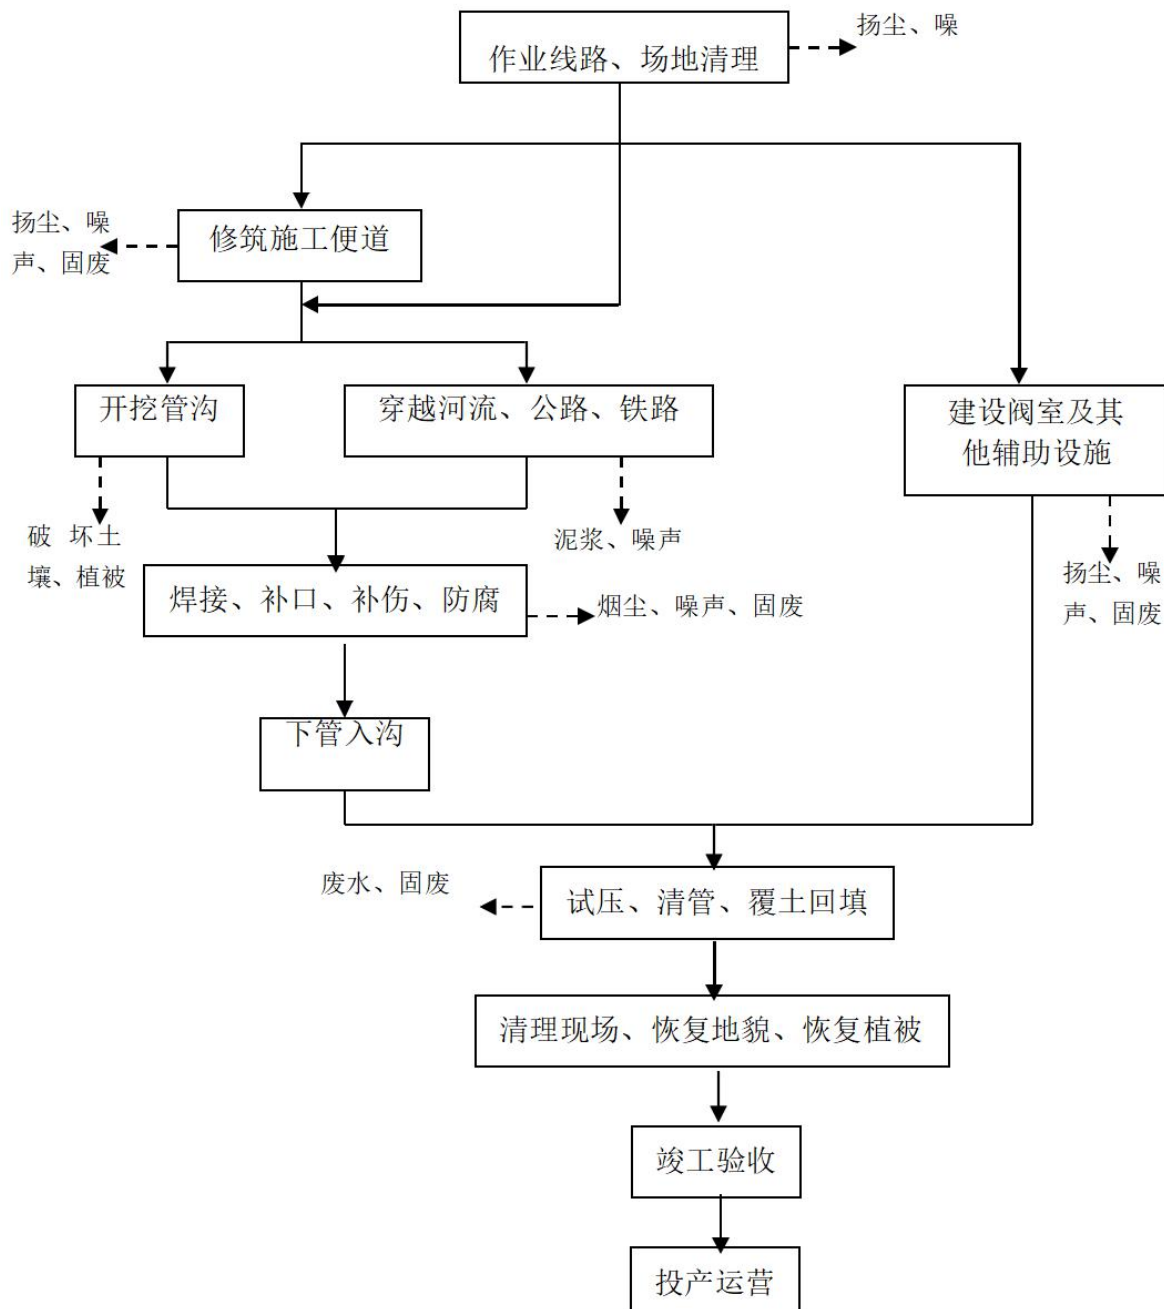 扬尘、噪
作业线路、场地清理
扬尘、噪
声、固废
修筑施工便道
开挖管沟
穿越河流、公路、铁路
建设阀室及其
他辅助设施
破 坏土
壤、植被
泥浆、噪声
扬尘、噪
声、固废
焊接、补口、补伤、防腐
烟尘、噪声、固废
下管入沟
废水、固废
试压、清管、覆土回填
清理现场、恢复地貌、恢复植被
竣工验收
投产运营